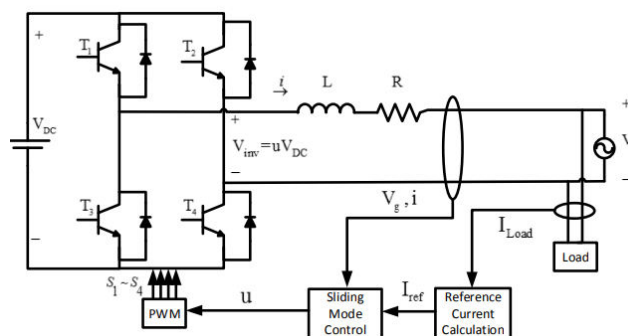 +
T1
T2
i
L
R
+
+
VDC
Vinv=uVDC
V
−
−
T3
T4
Vg, i
−
ILoad
S1~S4
Load
u
Iref
PWM
Sliding
Mode
Control
Reference
Current
Calculation